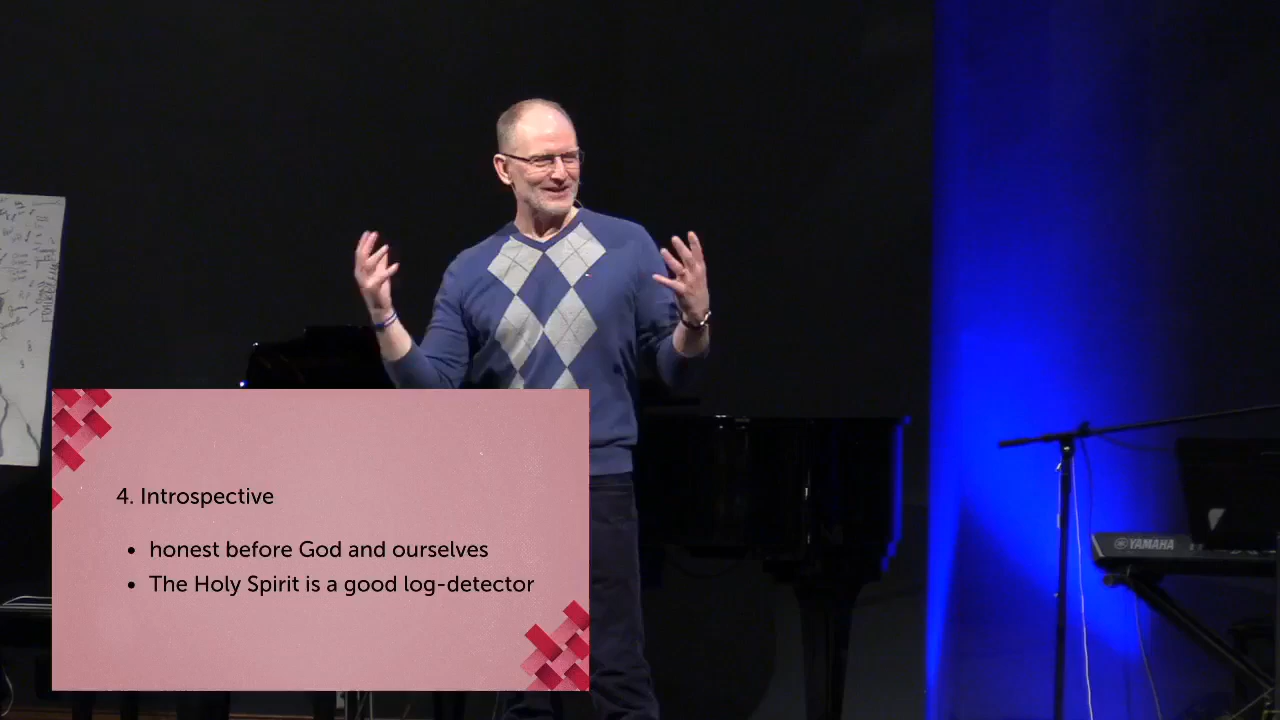 4. Introspective
• honest before God and ourselves
• The Holy Spirit is a good log-detector
YAMAHA